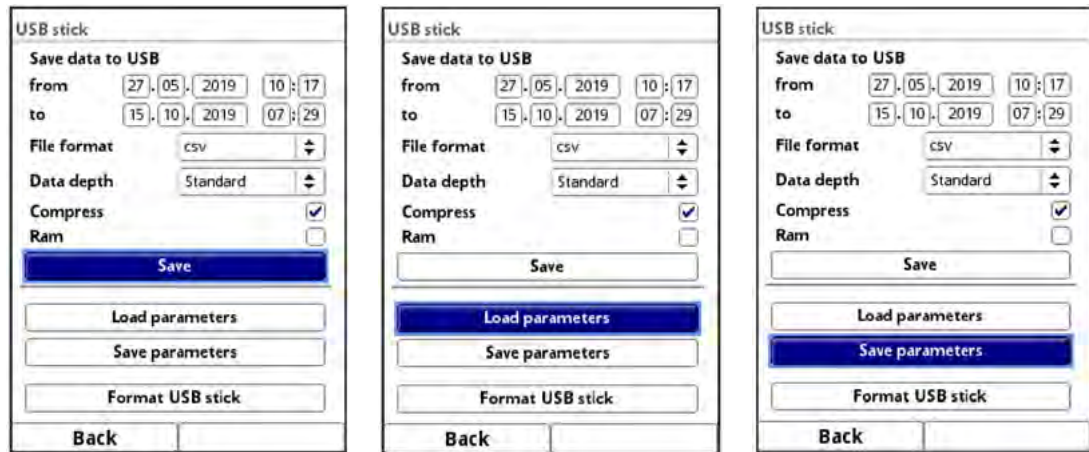 USB stick
Save data to USB
from 27.05.2019 10:17
to 15.10.2019 07:29
File format csv
Data depth Standard
Compress
Ram
Save
Load parameters
Save parameters
Format USB stick
Back
USB stick
Save data to USB
from 27.05.2019 10:17
to 15.10.2019 07:29
File format csv
Data depth Standard
Compress
Ram
Save
Load parameters
Save parameters
Format USB stick
Back
USB stick
Save data to USB
from 27.05.2019 10:17
to 15.10.2019 07:29
File format csv
Data depth Standard
Compress
Ram
Save
Load parameters
Save parameters
Format USB stick
Back